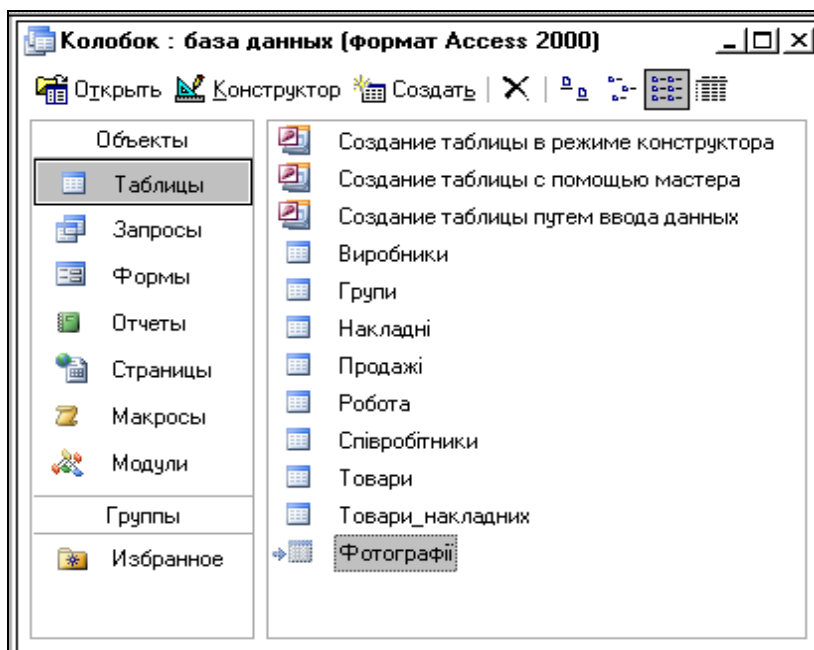 Колобок : база данных (формат Access 2000)
Открыть Конструктор Создать
Объекты
Таблицы
Запросы
Формы
Отчеты
Страницы
Макросы
Модули
Группы
Избранное
Создание таблицы в режиме конструктора
Создание таблицы с помощью мастера
Создание таблицы путем ввода данных
Виробники
Групи
Накладні
Продажі
Робота
Співробітники
Товари
Товари_накладних
Фотографії